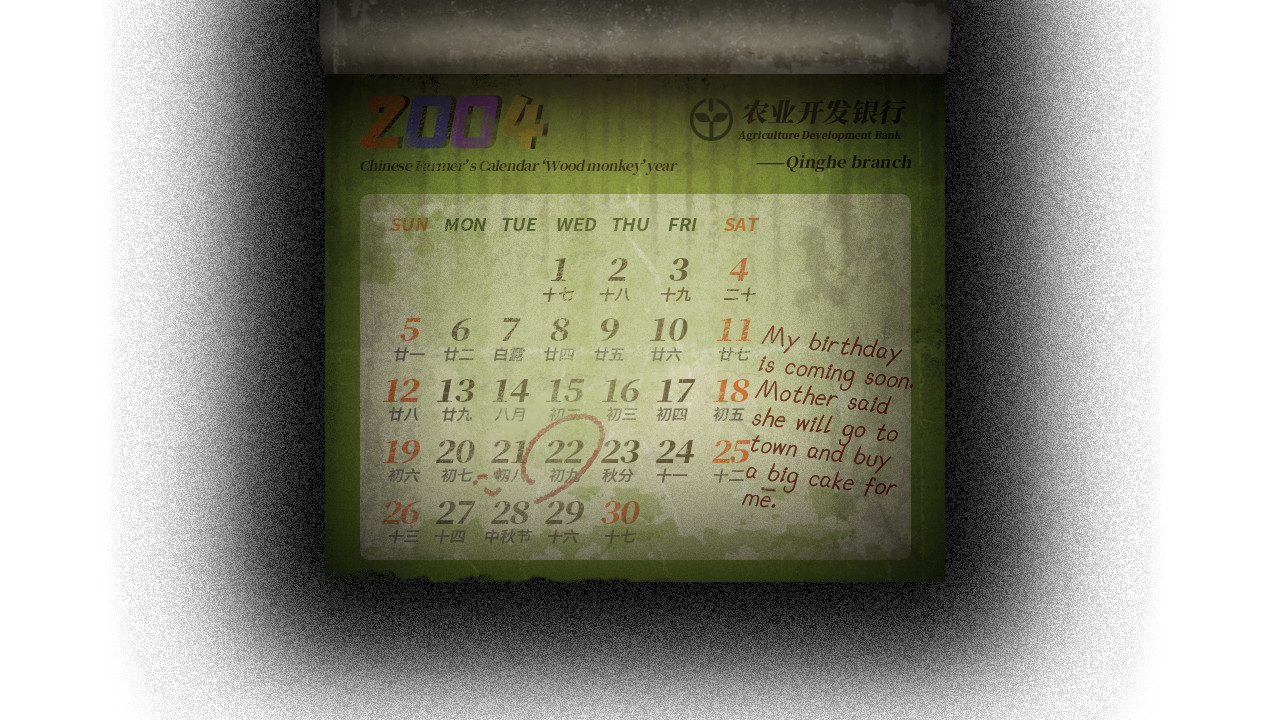 2004
农业开发银行
Agriculture Development Bank
Chinese Farmer's Calendar 'Wood monkey' year
——Qinghe branch
SUN MON TUE WED THU FRI SAT
1 2 3 4
十七 十八 十九 二十
5 6 7 8 9 10 11
廿一 廿二 白露 廿四 廿五 廿六 廿七
12 13 14 15 16 17 18
廿八 廿九 八月 初二 初三 初四 初五
19 20 21 22 23 24 25
初六 初七 初八 初九 秋分 十一 十二
26 27 28 29 30
十三 十四 中秋节 十六 十七
My birthday
is coming soon.
Mother said
she will go to
town and buy
a big cake for
me.